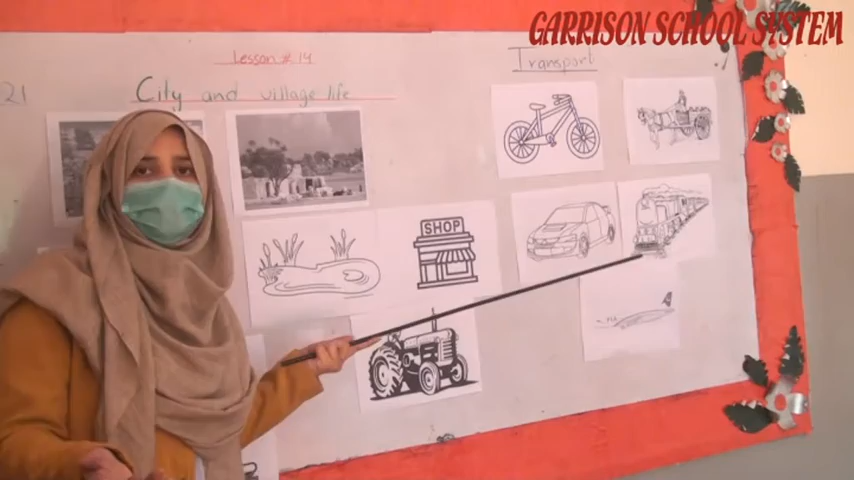 GARRISON SCHOOL SYSTEM
Lesson # 14
Transport
21
City and village life
SHOP